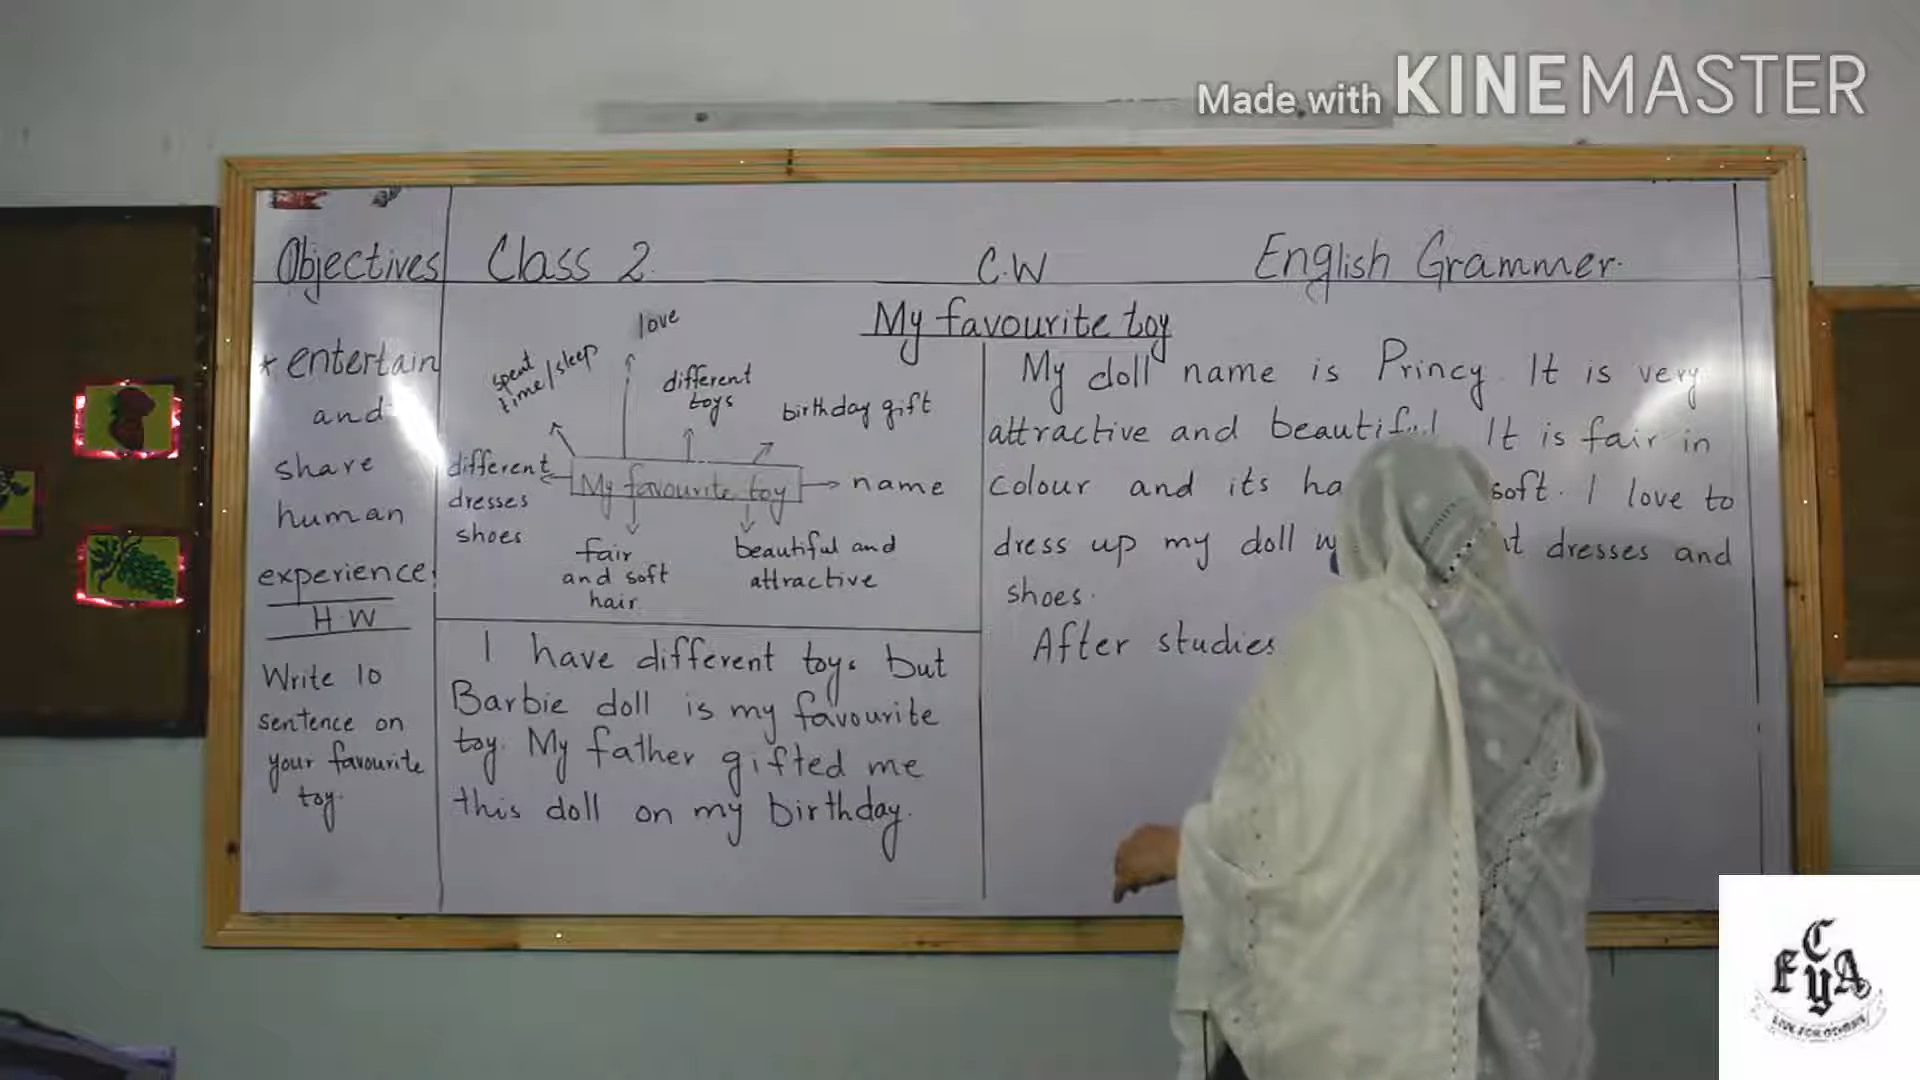 Made with KINEMASTER
Objectives
Class 2
C.W
English Grammer.
* entertain
and
share
human
experience.
H.W
Write 10
sentence on
your favourite
toy.
My favourite toy
love
spent
time/sleep
different
toys
birthday gift
different
dresses
shoes
My favourite toy
name
fair
and soft
hair
beautiful and
attractive
I have different toys but
Barbie doll is my favourite
toy. My father gifted me
this doll on my birthday.
My doll name is Princy. It is very
attractive and beautiful. It is fair in
colour and its soft. I love to
dress up my doll dresses and
shoes.
After studies
E C Y A